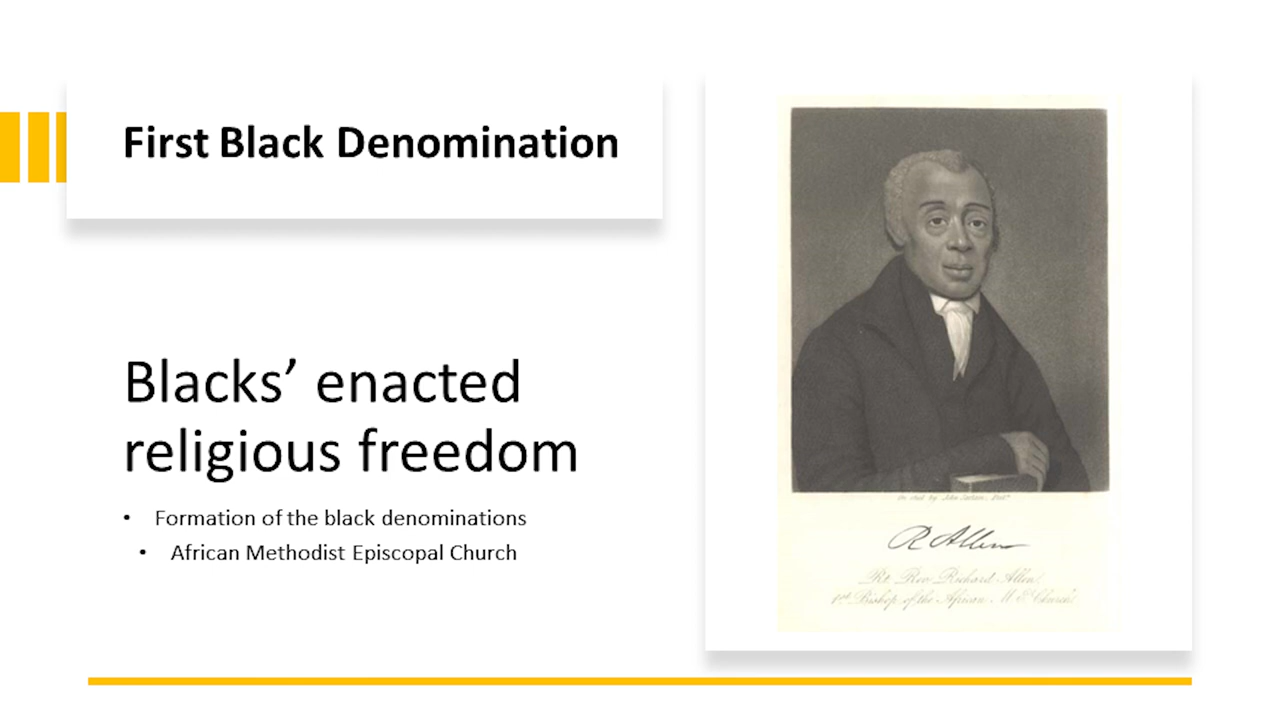 First Black Denomination
Blacks’ enacted
religious freedom
• Formation of the black denominations
• African Methodist Episcopal Church
R Allen
Rt. Rev. Richard Allen
1st Bishop of the African M. E. Church